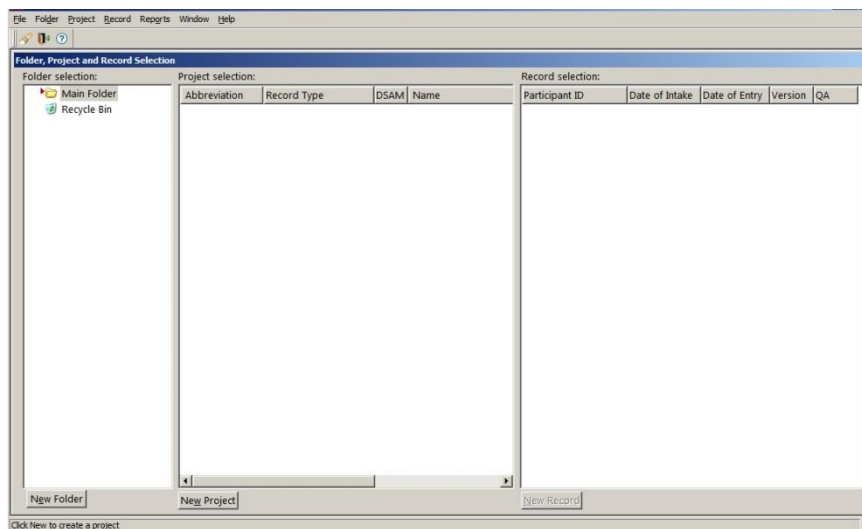 File Folder Project Record Reports Window Help
Folder, Project and Record Selection
Folder selection: Project selection: Record selection:
Main Folder Abbreviation Record Type DSAM Name Participant ID Date of Intake Date of Entry Version QA
Recycle Bin
New Folder New Project New Record
Click New to create a project